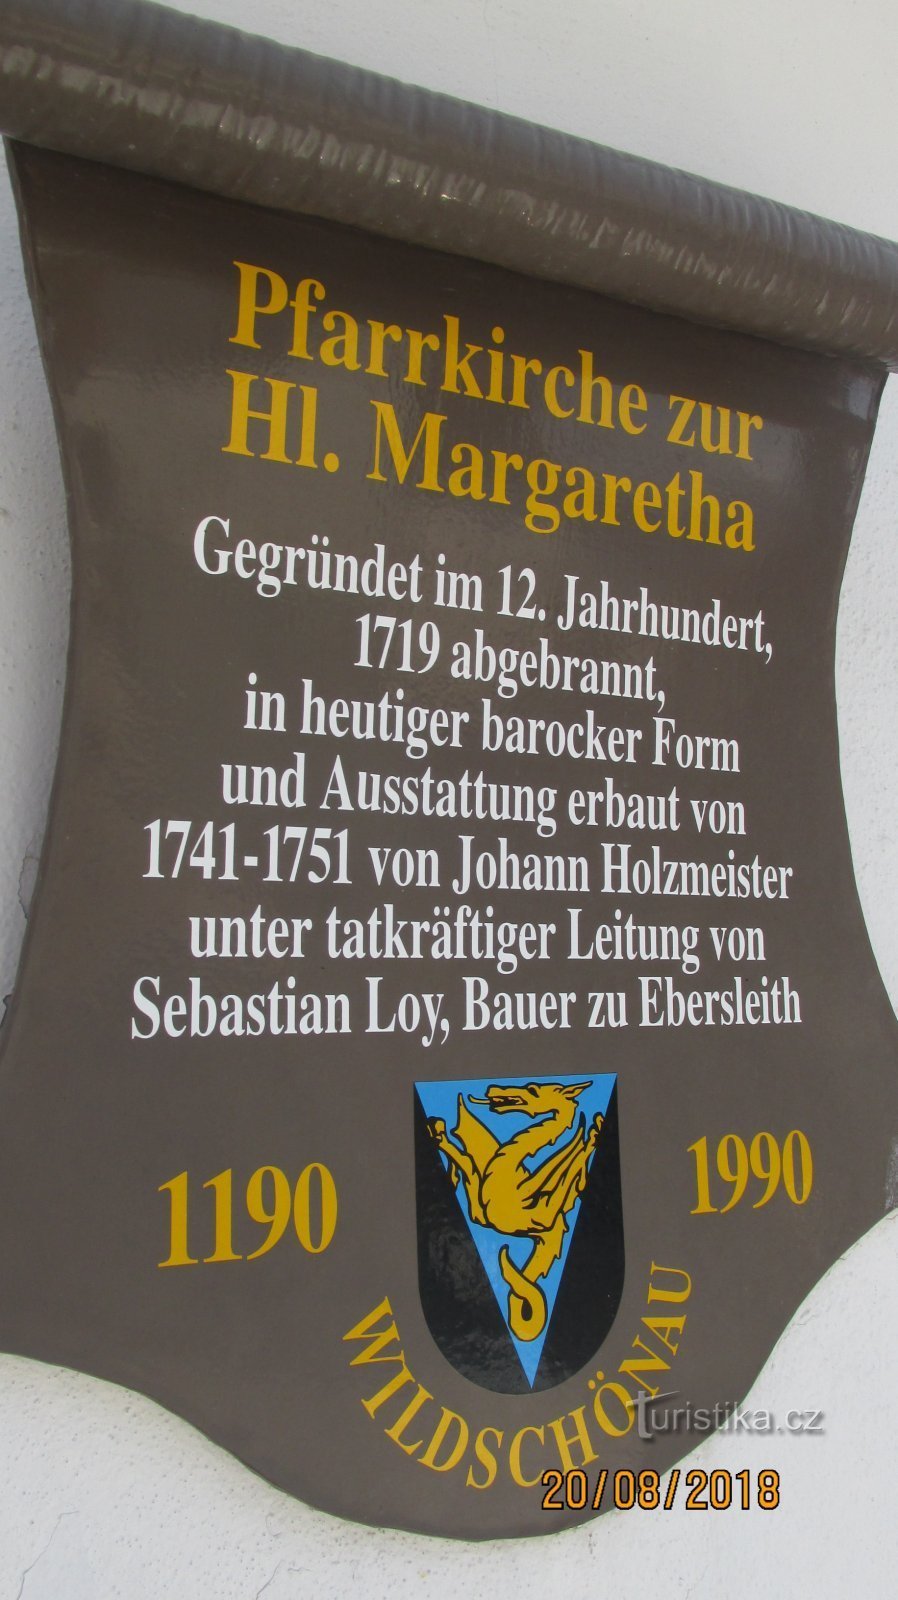 Pfarrkirche zur
Hl. Margaretha
Gegründet im 12. Jahrhundert,
1719 abgebrannt,
in heutiger barocker Form
und Ausstattung erbaut von
1741-1751 von Johann Holzmeister
unter tatkräftiger Leitung von
Sebastian Loy, Bauer zu Ebersleith
1190
1990
WILDSCHÖNAU
Turistika.cz
20/08/2018